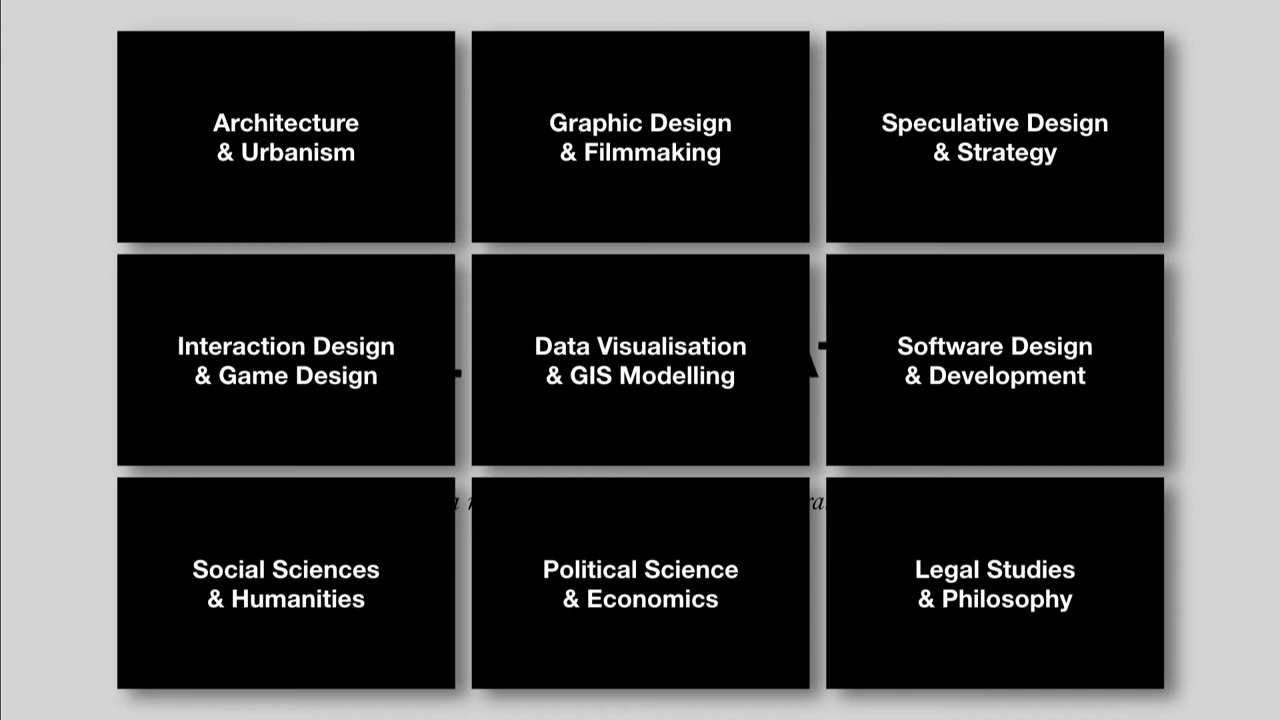 Architecture
& Urbanism
Graphic Design
& Filmmaking
Speculative Design
& Strategy
Interaction Design
& Game Design
Data Visualisation
& GIS Modelling
Software Design
& Development
Social Sciences
& Humanities
Political Science
& Economics
Legal Studies
& Philosophy